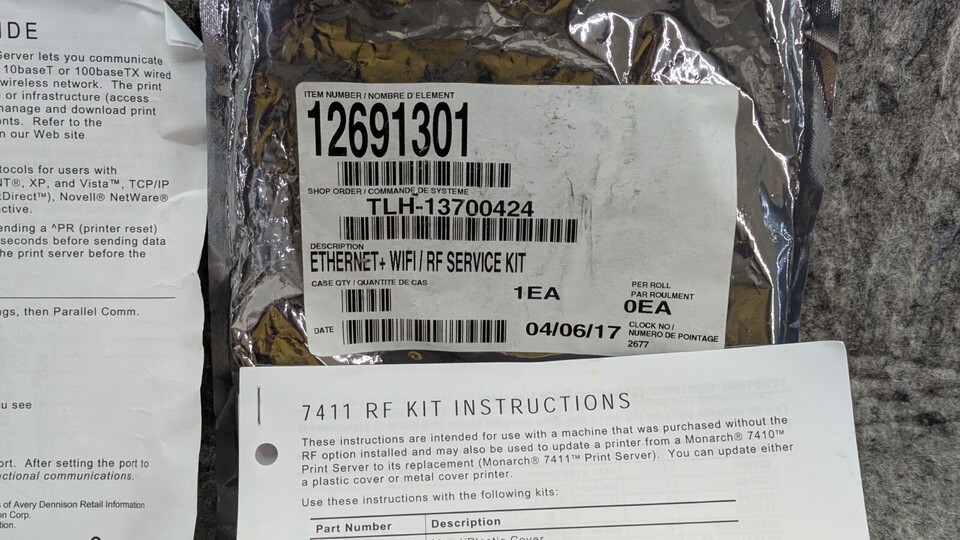 IDE
Server lets you communicate
10baseT or 100baseTX wired
wireless network. The print
e or infrastructure (access
manage and download print
onts. Refer to the
n our Web site
otocols for users with
NT®, XP, and Vista™, TCP/IP
tDirect™), Novell® NetWare®
active.
ending a ^PR (printer reset)
seconds before sending data
he print server before the
ngs, then Parallel Comm.
u see
ort. After setting the port to
ectional communications.
s of Avery Dennison Retail Information
on Corp.
tion.
ITEM NUMBER / NOMBRE D'ELEMENT
12691301
SHOP ORDER / COMMANDE DE SYSTEME
TLH-13700424
DESCRIPTION
ETHERNET+ WIFI / RF SERVICE KIT
CASE QTY / QUANTITE DE CAS
1EA
PER ROLL
PAR ROULMENT
0EA
DATE
04/06/17
CLOCK NO /
NUMERO DE POINTAGE
2677
7411 RF KIT INSTRUCTIONS
These instructions are intended for use with a machine that was purchased without the
RF option installed and may also be used to update a printer from a Monarch® 7410™
Print Server to its replacement (Monarch® 7411™ Print Server). You can update either
a plastic cover or metal cover printer.
Use these instructions with the following kits:
Part Number Description